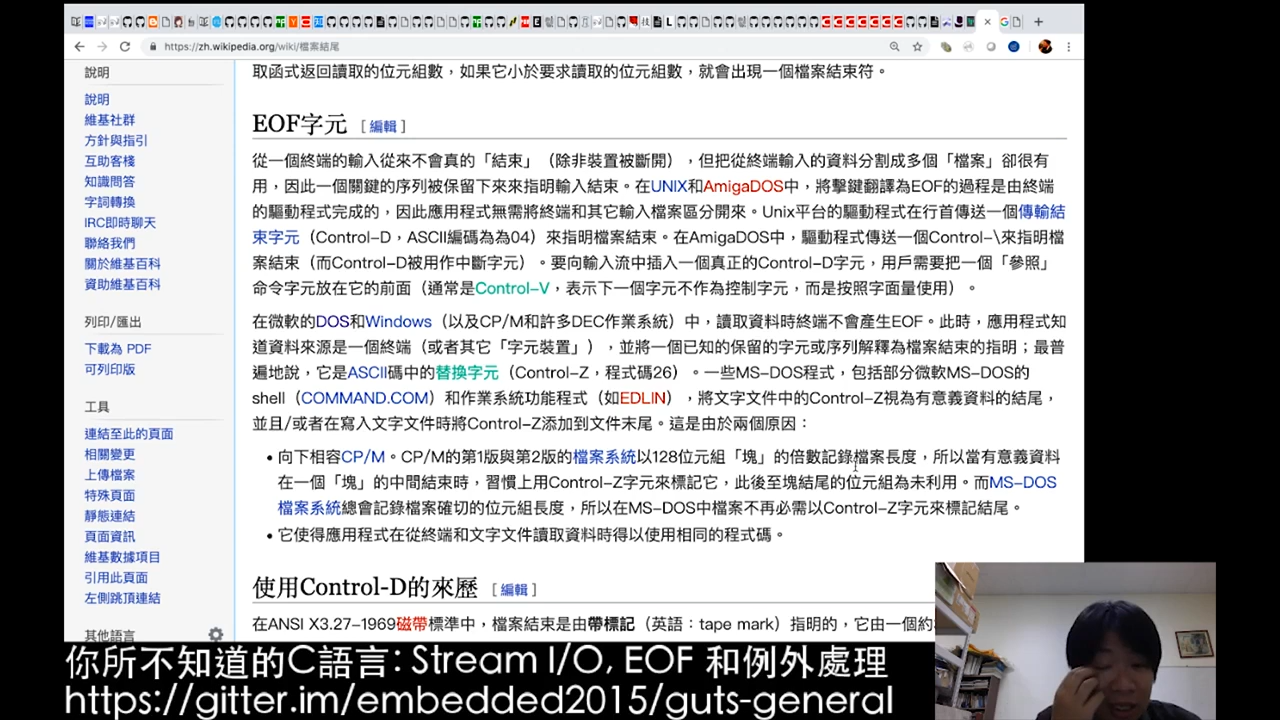 https://zh.wikipedia.org/wiki/檔案結尾
取函式返回讀取的位元組數，如果它小於要求讀取的位元組數，就會出現一個檔案結束符。
說明
說明
維基社群
方針與指引
互助客棧
知識問答
字詞轉換
IRC即時聊天
聯絡我們
關於維基百科
資助維基百科
列印/匯出
下載為 PDF
可列印版
工具
連結至此的頁面
相關變更
上傳檔案
特殊頁面
靜態連結
頁面資訊
維基數據項目
引用此頁面
左側跳頂連結
其他語言
EOF字元 [編輯]
從一個終端的輸入從來不會真的「結束」（除非裝置被斷開），但把從終端輸入的資料分割成多個「檔案」卻很有
用，因此一個關鍵的序列被保留下來來指明輸入結束。在UNIX和AmigaDOS中，將擊鍵翻譯為EOF的過程是由終端
的驅動程式完成的，因此應用程式無需將終端和其它輸入檔案區分開來。Unix平台的驅動程式在行首傳送一個傳輸結
束字元（Control-D，ASCII編碼為為04）來指明檔案結束。在AmigaDOS中，驅動程式傳送一個Control-\來指明檔
案結束（而Control-D被用作中斷字元）。要向輸入流中插入一個真正的Control-D字元，用戶需要把一個「參照」
命令字元放在它的前面（通常是Control-V，表示下一個字元不作為控制字元，而是按照字面量使用）。
在微軟的DOS和Windows（以及CP/M和許多DEC作業系統）中，讀取資料時終端不會產生EOF。此時，應用程式知
道資料來源是一個終端（或者其它「字元裝置」），並將一個已知的保留的字元或序列解釋為檔案結束的指明；最普
遍地說，它是ASCII碼中的替換字元（Control-Z，程式碼26）。一些MS-DOS程式，包括部分微軟MS-DOS的
shell（COMMAND.COM）和作業系統功能程式（如EDLIN），將文字文件中的Control-Z視為有意義資料的結尾，
並且/或者在寫入文字文件時將Control-Z添加到文件末尾。這是由於兩個原因：
• 向下相容CP/M。CP/M的第1版與第2版的檔案系統以128位元組「塊」的倍數記錄檔案長度，所以當有意義資料
在一個「塊」的中間結束時，習慣上用Control-Z字元來標記它，此後至塊結尾的位元組為未利用。而MS-DOS
檔案系統總會記錄檔案確切的位元組長度，所以在MS-DOS中檔案不再必需以Control-Z字元來標記結尾。
• 它使得應用程式在從終端和文字文件讀取資料時得以使用相同的程式碼。
使用Control-D的來歷 [編輯]
在ANSI X3.27-1969磁帶標準中，檔案結束是由帶標記（英語：tape mark）指明的，它由一個約
你所不知道的C語言: Stream I/O, EOF 和例外處理
https://gitter.im/embedded2015/guts-general